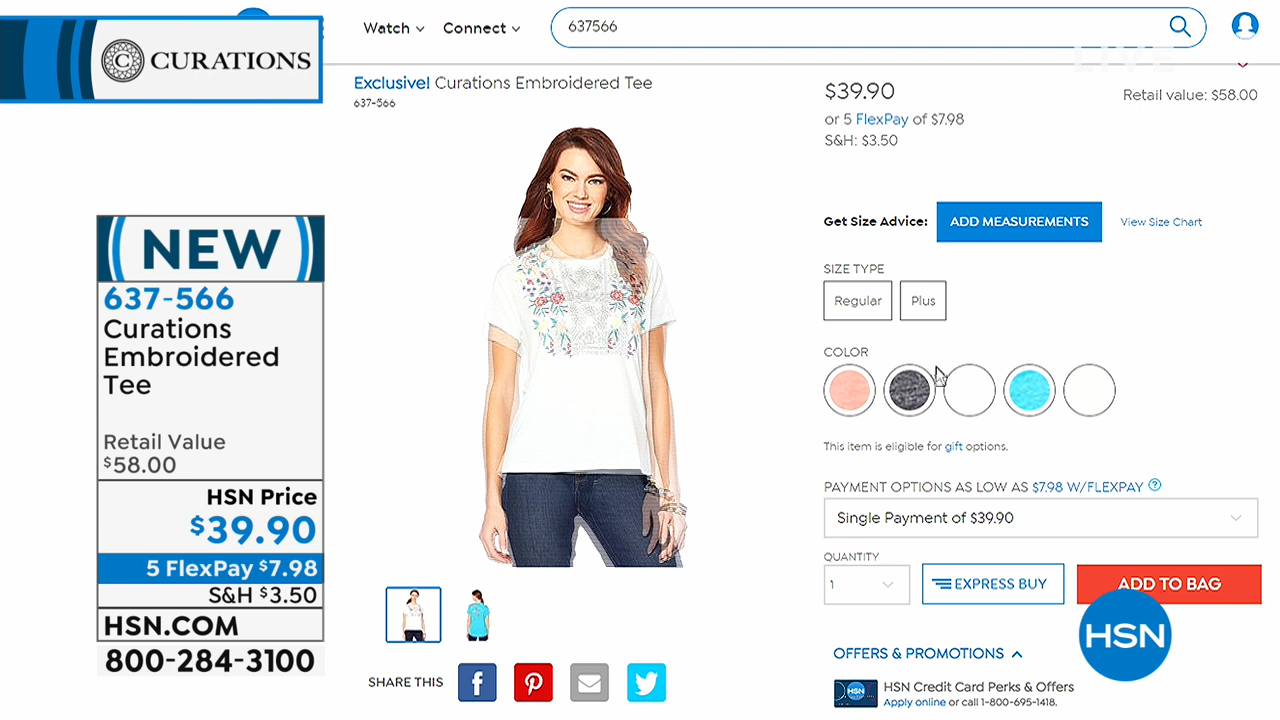 CURATIONS
Watch
Connect
637566
LIVE
Exclusive! Curations Embroidered Tee
637-566
$39.90
Retail value: $58.00
or 5 FlexPay of $7.98
S&H: $3.50
Get Size Advice:
ADD MEASUREMENTS
View Size Chart
SIZE TYPE
Regular
Plus
COLOR
This item is eligible for gift options.
PAYMENT OPTIONS AS LOW AS $7.98 W/FLEXPAY ?
Single Payment of $39.90
QUANTITY
1
EXPRESS BUY
ADD TO BAG
HSN
OFFERS & PROMOTIONS
HSN
HSN Credit Card Perks & Offers
Apply online or call 1-800-695-1418.
SHARE THIS
NEW
637-566
Curations
Embroidered
Tee
Retail Value
$58.00
HSN Price
$39.90
5 FlexPay $7.98
S&H $3.50
HSN.COM
800-284-3100